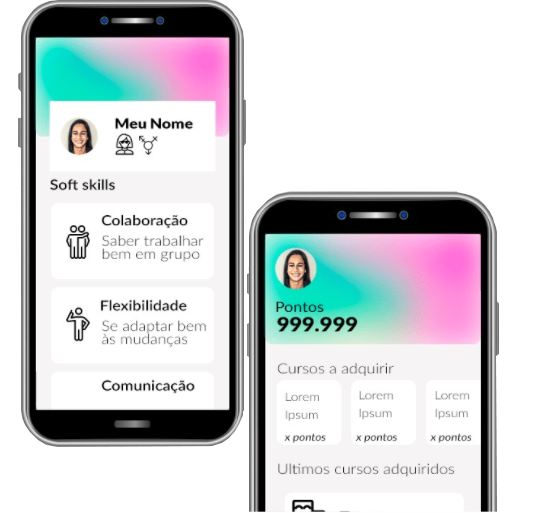 Meu Nome
Soft skills
Colaboração
Saber trabalhar
bem em grupo
Flexibilidade
Se adaptar bem
às mudanças
Comunicação
Pontos
999.999
Cursos a adquirir
Lorem
Ipsum
x pontos
Lorem
Ipsum
x pontos
Lorem
Ipsum
x pontos
Ultimos cursos adquiridos